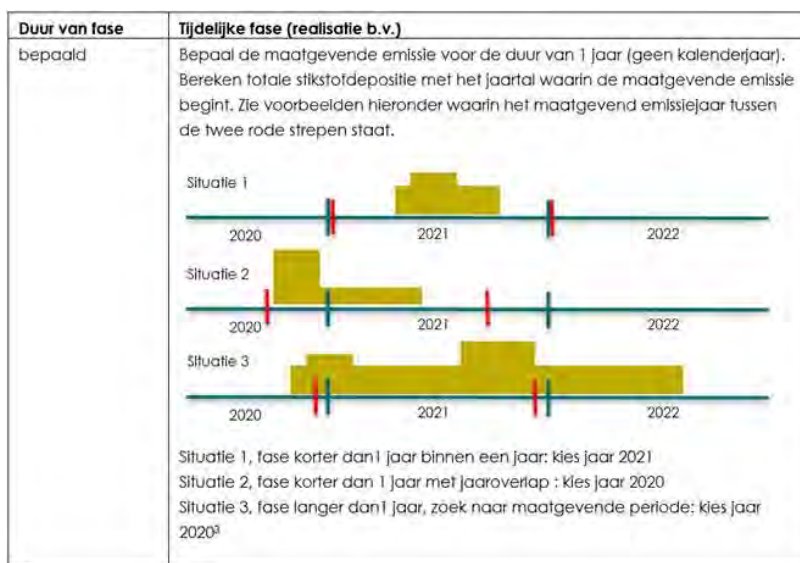 Duur van fase Tijdelijke fase (realisatie b.v.)
bepaald Bepaal de maatgevende emissie voor de duur van 1 jaar (geen kalenderjaar).
Bereken totale stikstofdepositie met het jaartal waarin de maatgevende emissie
begint. Zie voorbeelden hieronder waarin het maatgevend emissiejaar tussen
de twee rode strepen staat.
Situatie 1
2020 2021 2022
Situatie 2
2020 2021 2022
Situatie 3
2020 2021 2022
Situatie 1, fase korter dan1 jaar binnen een jaar: kies jaar 2021
Situatie 2, fase korter dan 1 jaar met jaaroverlap : kies jaar 2020
Situatie 3, fase langer dan1 jaar, zoek naar maatgevende periode: kies jaar
2020³